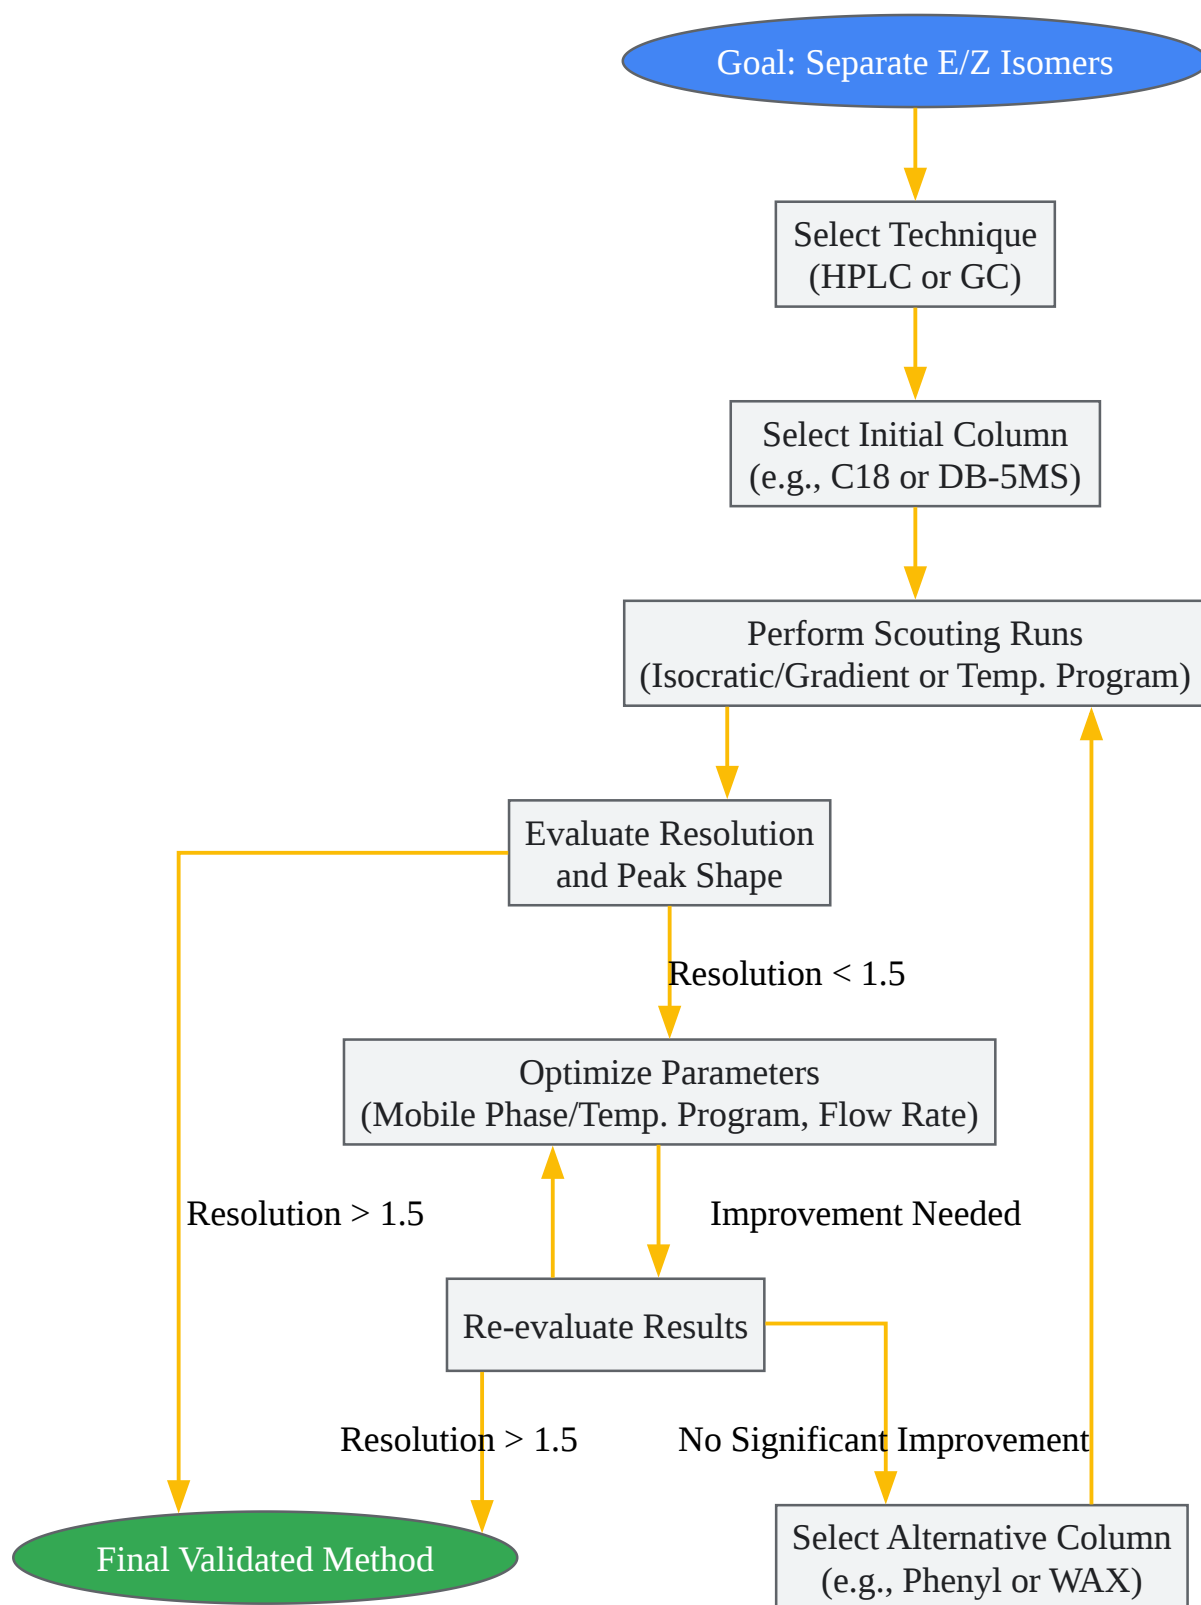 Goal: Separate E/Z Isomers
Select Technique
(HPLC or GC)
Select Initial Column
(e.g., C18 or DB-5MS)
Perform Scouting Runs
(Isocratic/Gradient or Temp. Program)
Evaluate Resolution
and Peak Shape
Resolution < 1.5
Optimize Parameters
(Mobile Phase/Temp. Program, Flow Rate)
Resolution > 1.5
Improvement Needed
Re-evaluate Results
Resolution > 1.5
No Significant Improvement
Final Validated Method
Select Alternative Column
(e.g., Phenyl or WAX)